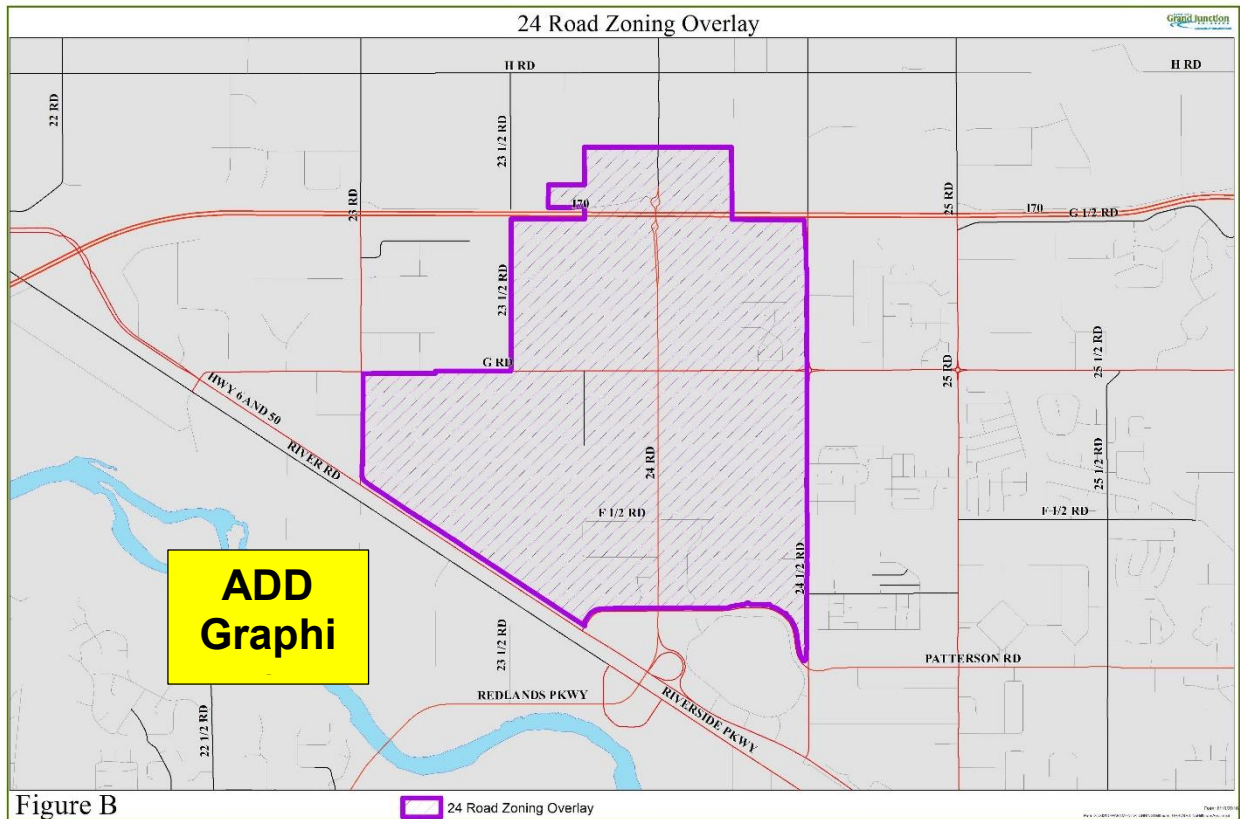 24 Road Zoning Overlay
Grand Junction
H RD
H RD
22 RD
23 1/2 RD
23 RD
I70
25 RD
I70
G 1/2 RD
23 1/2 RD
24 1/2 RD
G RD
25 RD
25 1/2 RD
HWY 6 AND 50
RIVER RD
24 RD
25 1/2 RD
F 1/2 RD
F 1/2 RD
ADD
Graphi
23 1/2 RD
PATTERSON RD
REDLANDS PKWY
RIVERSIDE PKWY
22 1/2 RD
Figure B
24 Road Zoning Overlay